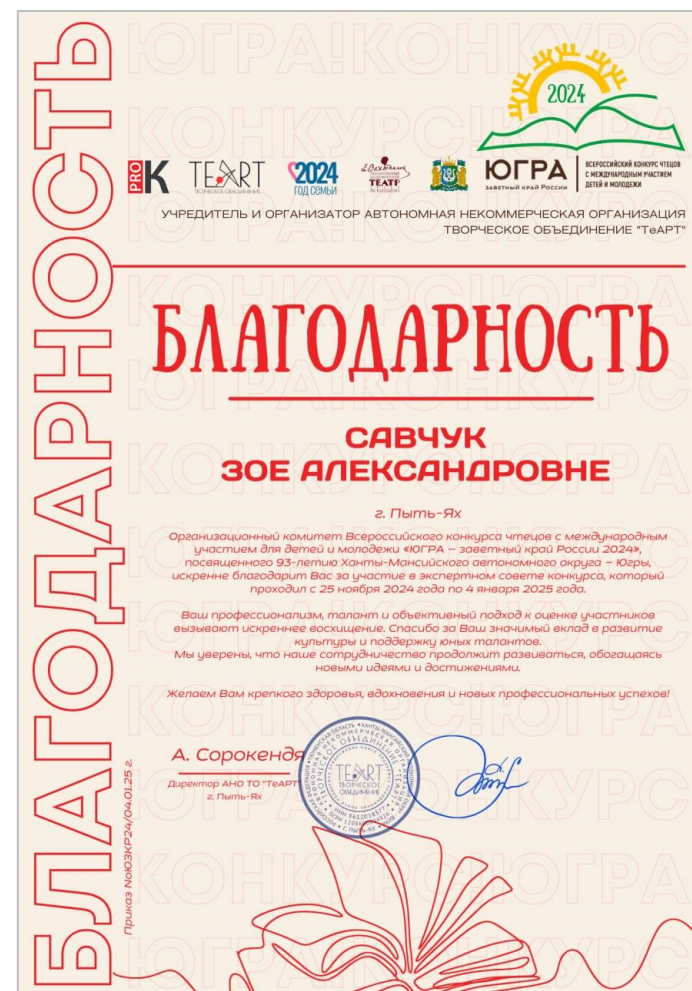 БЛАГОДАРНОСТЬ
2024
PRO К
ТЕАRТ
ТВОРЧЕСКОЕ ОБЪЕДИНЕНИЕ
2024
ГОД СЕМЬИ
ТЕАТР
ЮГРА
ЗАВЕТНЫЙ КРАЙ РОССИИ
ВСЕРОССИЙСКИЙ КОНКУРС ЧТЕЦОВ
С МЕЖДУНАРОДНЫМ УЧАСТИЕМ
ДЕТЕЙ И МОЛОДЕЖИ
УЧРЕДИТЕЛЬ И ОРГАНИЗАТОР АВТОНОМНАЯ НЕКОММЕРЧЕСКАЯ ОРГАНИЗАЦИЯ
ТВОРЧЕСКОЕ ОБЪЕДИНЕНИЕ "ТеАРТ"
БЛАГОДАРНОСТЬ
САВЧУК
ЗОЕ АЛЕКСАНДРОВНЕ
г. Пыть-Ях
Организационный комитет Всероссийского конкурса чтецов с международным
участием для детей и молодежи «ЮГРА – заветный край России 2024»,
посвященного 93-летию Ханты-Мансийского автономного округа – Югры,
искренне благодарит Вас за участие в экспертном совете конкурса, который
проходил с 25 ноября 2024 года по 4 января 2025 года.
Ваш профессионализм, талант и объективный подход к оценке участников
вызывают искреннее восхищение. Спасибо за Ваш значимый вклад в развитие
культуры и поддержку юных талантов.
Мы уверены, что наше сотрудничество продолжит развиваться, обогащаясь
новыми идеями и достижениями.
Желаем Вам крепкого здоровья, вдохновения и новых профессиональных успехов!
А. Сорокендя
Директор АНО ТО "ТеАРТ"
г. Пыть-Ях
ТЕАRТ
ТВОРЧЕСКОЕ
ОБЪЕДИНЕНИЕ
Приказ №ЮЗКР24/04.01.25 г.